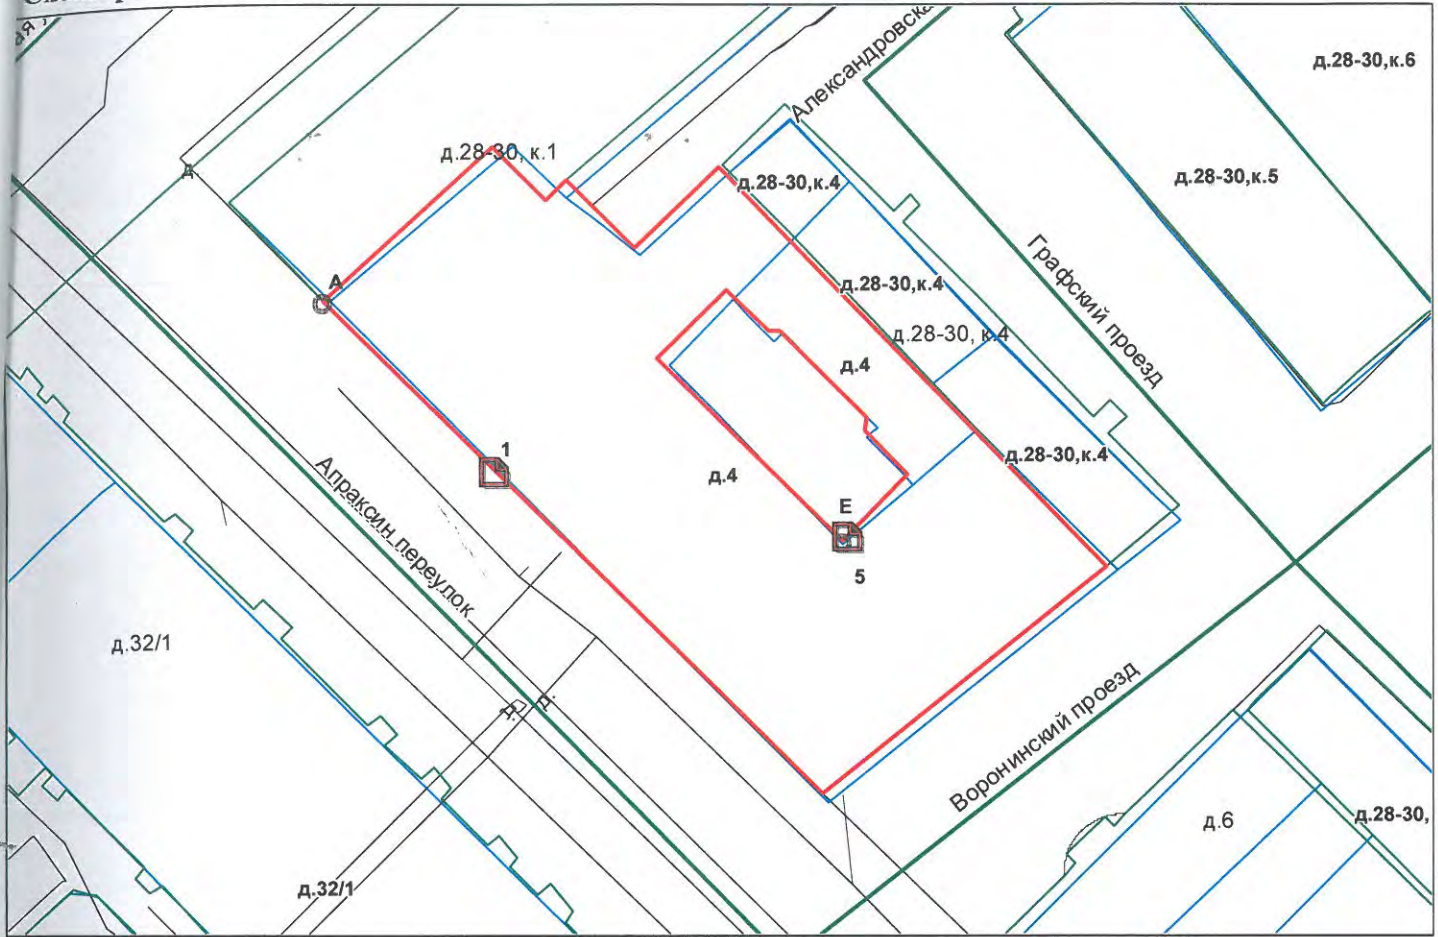 Александровска
д.28-30,к.6
д.28-30, к.1
д.28-30,к.4
д.28-30,к.5
д
А
Графский проезд
д.28-30,к.4
д.28-30, к.4
д.4
1
д.28-30,к.4
д.4
Апраксин переулок
Е
5
д.32/1
д.
д.
Воронинский проезд
д.6
д.28-30,
д.32/1